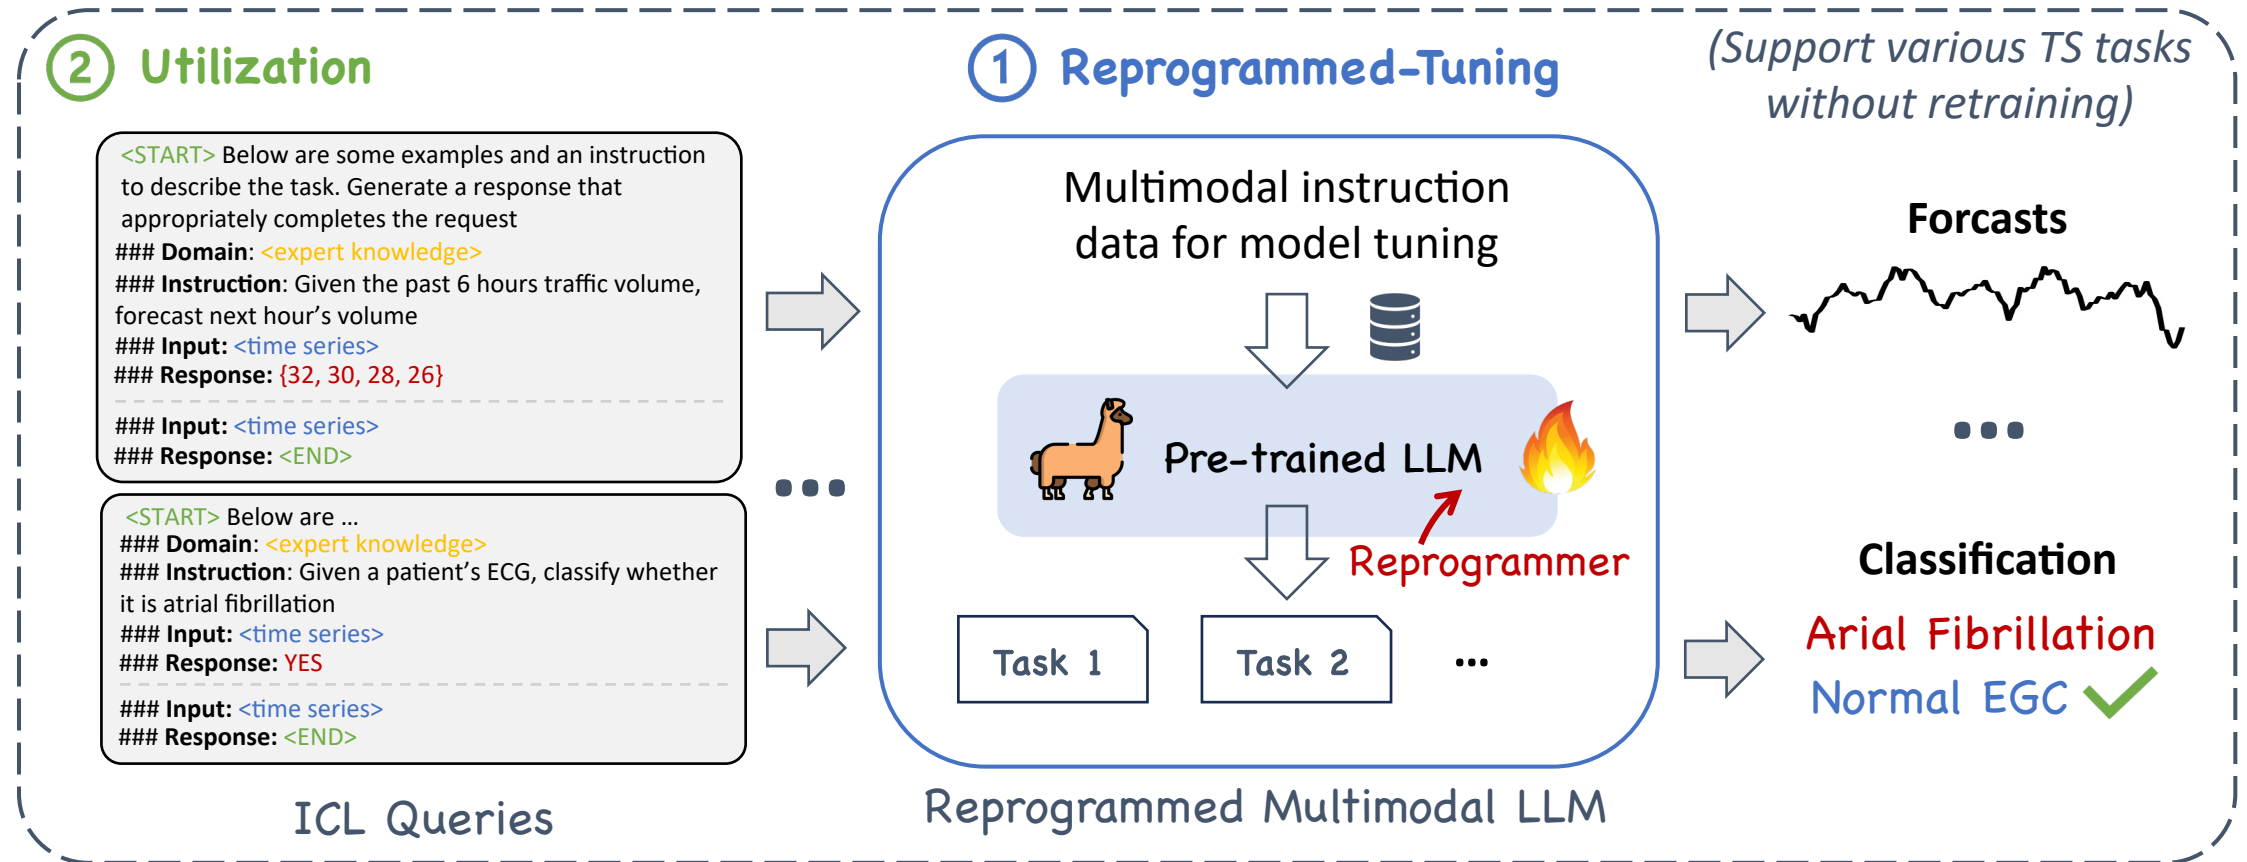 ② Utilization
<START> Below are some examples and an instruction
to describe the task. Generate a response that
appropriately completes the request
### Domain: <expert knowledge>
### Instruction: Given the past 6 hours traffic volume,
forecast next hour's volume
### Input: <time series>
### Response: {32, 30, 28, 26}
### Input: <time series>
### Response: <END>
<START> Below are ...
### Domain: <expert knowledge>
### Instruction: Given a patient's ECG, classify whether
it is atrial fibrillation
### Input: <time series>
### Response: YES
### Input: <time series>
### Response: <END>
ICL Queries
...
① Reprogrammed-Tuning
Multimodal instruction
data for model tuning
Pre-trained LLM
Reprogrammer
Task 1
Task 2
...
Reprogrammed Multimodal LLM
(Support various TS tasks
without retraining)
Forcasts
...
Classification
Arial Fibrillation
Normal EGC